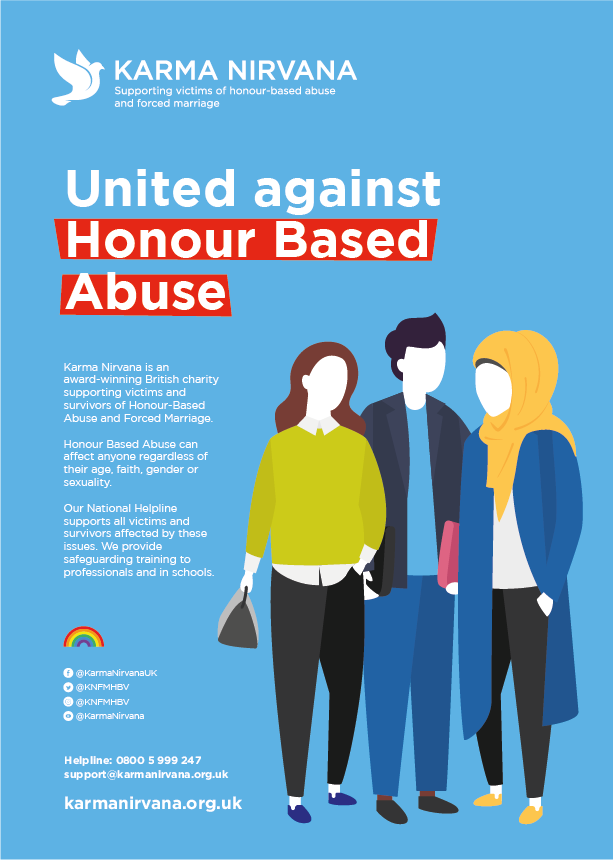 KARMA NIRVANA
Supporting victims of honour-based abuse
and forced marriage
United against
Honour Based
Abuse
Karma Nirvana is an
award-winning British charity
supporting victims and
survivors of Honour-Based
Abuse and Forced Marriage.
Honour Based Abuse can
affect anyone regardless of
their age, faith, gender or
sexuality.
Our National Helpline
supports all victims and
survivors affected by these
issues. We provide
safeguarding training to
professionals and in schools.
@KarmaNirvanaUK
@KNFMHBV
@KNFMHBV
@KarmaNirvana
Helpline: 0800 5 999 247
support@karmanirvana.org.uk
karmanirvana.org.uk